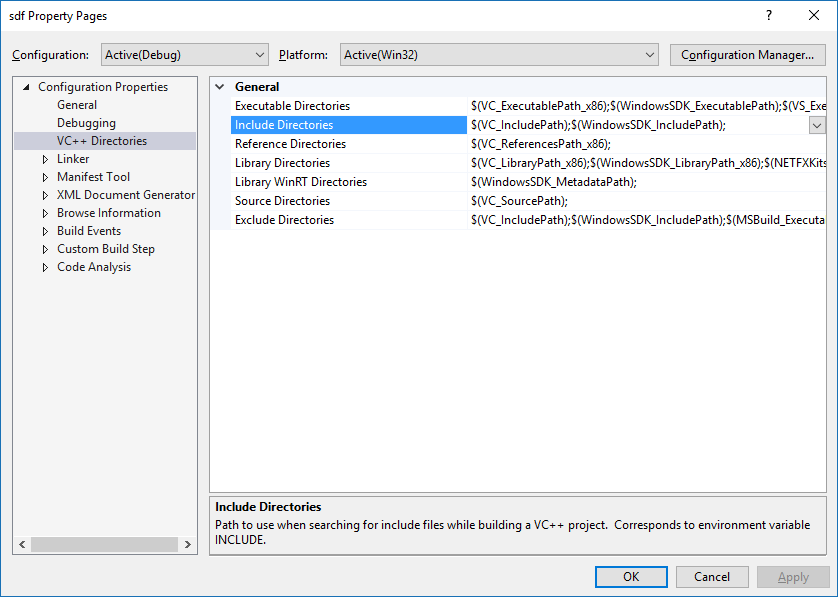 sdf Property Pages
Configuration: Active(Debug) Platform: Active(Win32) Configuration Manager...
Configuration Properties
General
Debugging
VC++ Directories
Linker
Manifest Tool
XML Document Generator
Browse Information
Build Events
Custom Build Step
Code Analysis
General
Executable Directories $(VC_ExecutablePath_x86);$(WindowsSDK_ExecutablePath);$(VS_Exe
Include Directories $(VC_IncludePath);$(WindowsSDK_IncludePath);
Reference Directories $(VC_ReferencesPath_x86);
Library Directories $(VC_LibraryPath_x86);$(WindowsSDK_LibraryPath_x86);$(NETFXKits
Library WinRT Directories $(WindowsSDK_MetadataPath);
Source Directories $(VC_SourcePath);
Exclude Directories $(VC_IncludePath);$(WindowsSDK_IncludePath);$(MSBuild_Executa
Include Directories
Path to use when searching for include files while building a VC++ project. Corresponds to environment variable
INCLUDE.
OK Cancel Apply